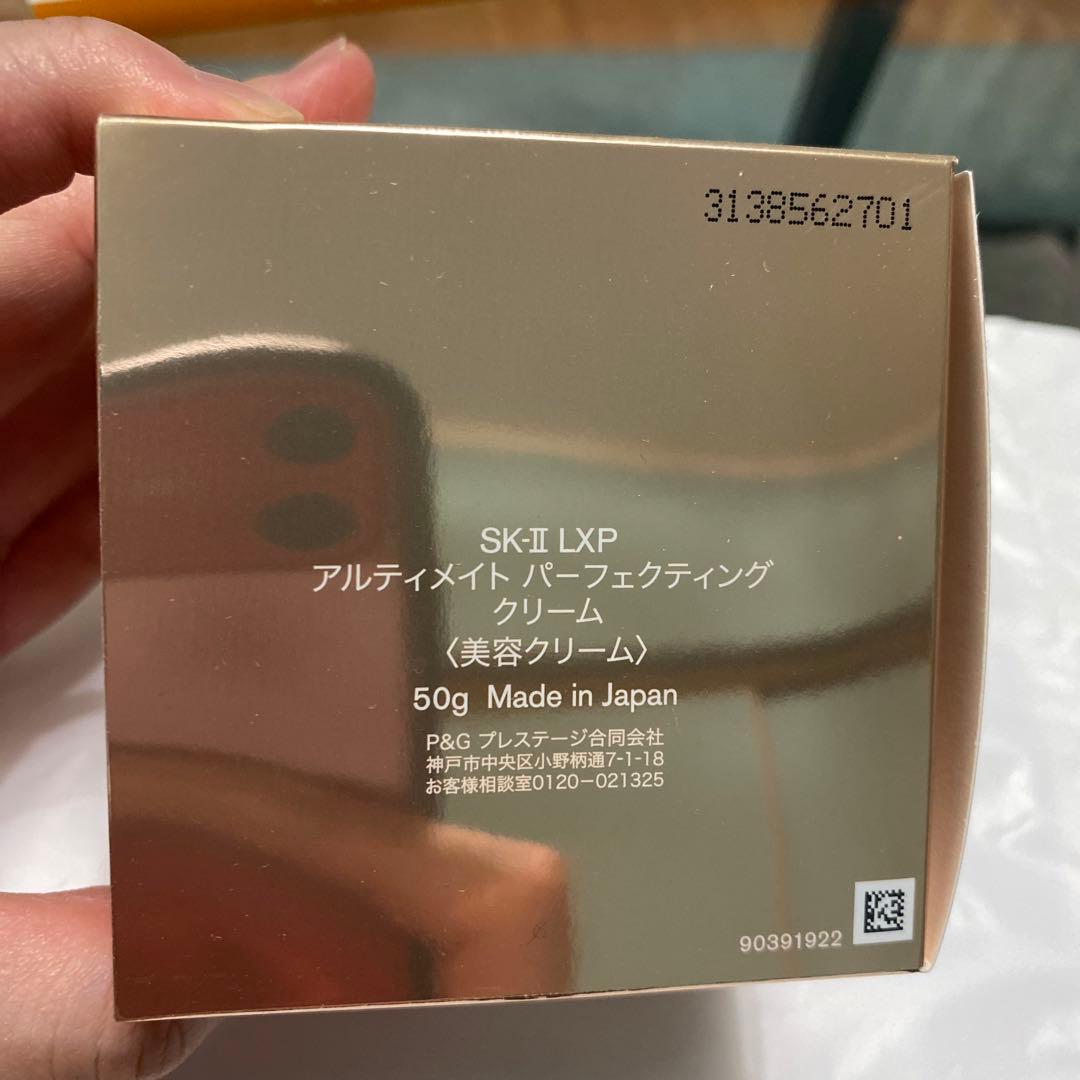 3138562701
SK-II LXP
アルティメイト パーフェクティング
クリーム
〈美容クリーム〉
50g Made in Japan
P&G プレステージ合同会社
神戸市中央区小野柄通7-1-18
お客様相談室0120-021325
90391922